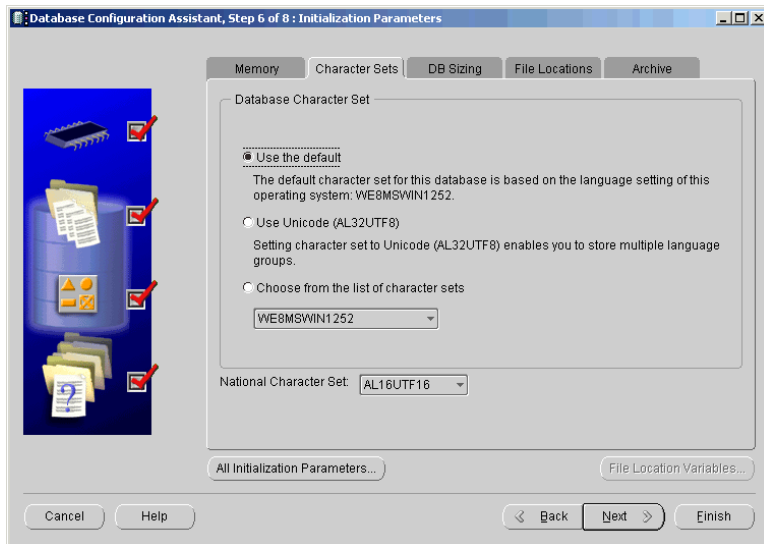 Database Configuration Assistant, Step 6 of 8 : Initialization Parameters
Memory
Character Sets
DB Sizing
File Locations
Archive
Database Character Set
Use the default
The default character set for this database is based on the language setting of this
operating system: WE8MSWIN1252.
Use Unicode (AL32UTF8)
Setting character set to Unicode (AL32UTF8) enables you to store multiple language
groups.
Choose from the list of character sets
WE8MSWIN1252
National Character Set: AL16UTF16
?
All Initialization Parameters...
File Location Variables...
Cancel
Help
Back
Next
Finish